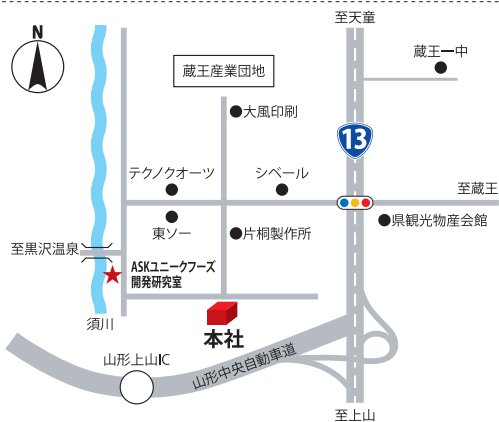 至天童
N
蔵王一中
蔵王産業団地
大風印刷
13
テクノクオーツ
シベール
至蔵王
東ソー
片桐製作所
県観光物産会館
至黒沢温泉
ASKユニークフーズ
開発研究室
須川
本社
山形上山IC
山形中央自動車道
至上山